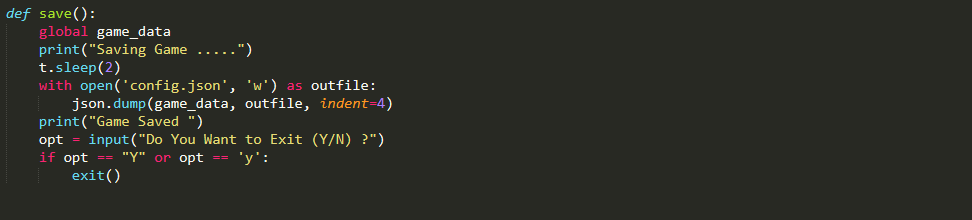 def save():
    global game_data
    print("Saving Game .....")
    t.sleep(2)
    with open('config.json', 'w') as outfile:
        json.dump(game_data, outfile, indent=4)
    print("Game Saved ")
    opt = input("Do You Want to Exit (Y/N) ?")
    if opt == "Y" or opt == 'y':
        exit()